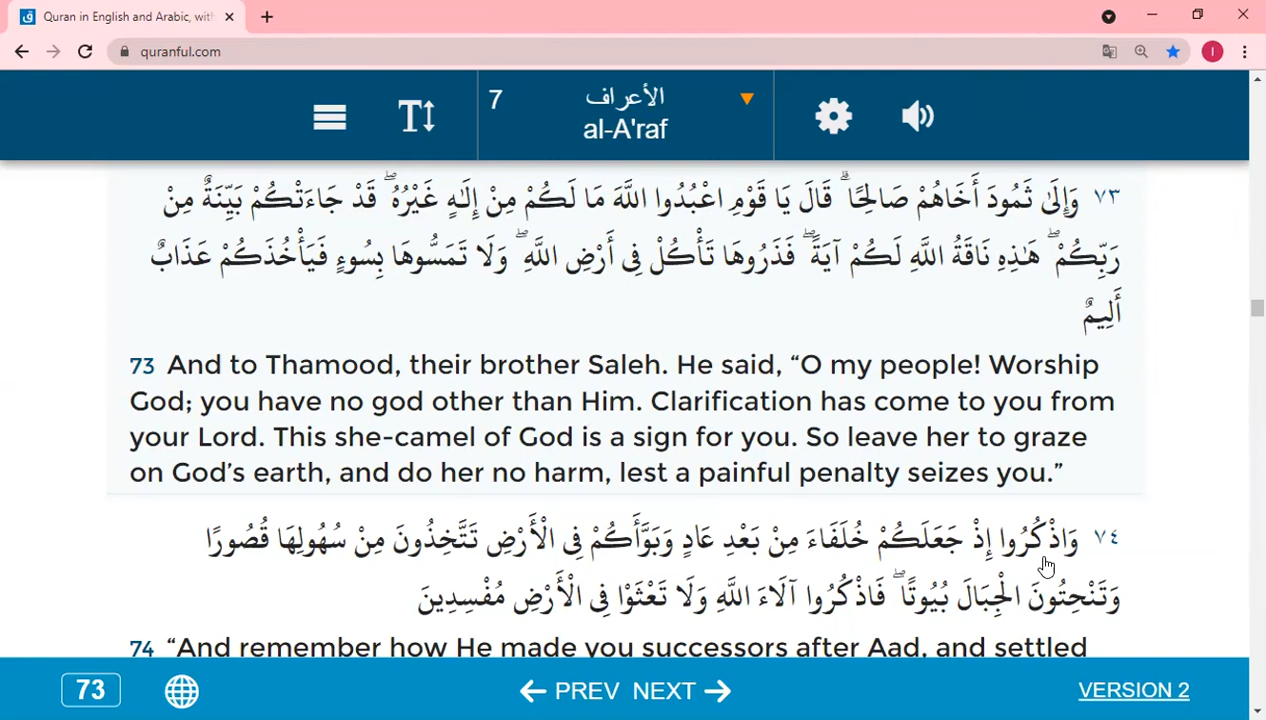 Quran in English and Arabic, with
quranful.com
7
الأعراف
al-A'raf
٧٣ وَإِلَىٰ ثَمُودَ أَخَاهُمْ صَالِحًا ۗ قَالَ يَا قَوْمِ اعْبُدُوا اللَّهَ مَا لَكُمْ مِنْ إِلَـٰهٍ غَيْرُهُ ۖ قَدْ جَاءَتْكُمْ بَيِّنَةٌ مِنْ
رَبِّكُمْ ۖ هَـٰذِهِ نَاقَةُ اللَّهِ لَكُمْ آيَةً ۖ فَذَرُوهَا تَأْكُلْ فِي أَرْضِ اللَّهِ ۖ وَلَا تَمَسُّوهَا بِسُوءٍ فَيَأْخُذَكُمْ عَذَابٌ
أَلِيمٌ
73 And to Thamood, their brother Saleh. He said, “O my people! Worship
God; you have no god other than Him. Clarification has come to you from
your Lord. This she-camel of God is a sign for you. So leave her to graze
on God’s earth, and do her no harm, lest a painful penalty seizes you.”
٧٤ وَاذْكُرُوا إِذْ جَعَلَكُمْ خُلَفَاءَ مِنْ بَعْدِ عَادٍ وَبَوَّأَكُمْ فِي الْأَرْضِ تَتَّخِذُونَ مِنْ سُهُولِهَا قُصُورًا
وَتَنْحِتُونَ الْجِبَالَ بُيُوتًا ۖ فَاذْكُرُوا آلَاءَ اللَّهِ وَلَا تَعْثَوْا فِي الْأَرْضِ مُفْسِدِينَ
74 “And remember how He made you successors after Aad, and settled
73
PREV NEXT
VERSION 2